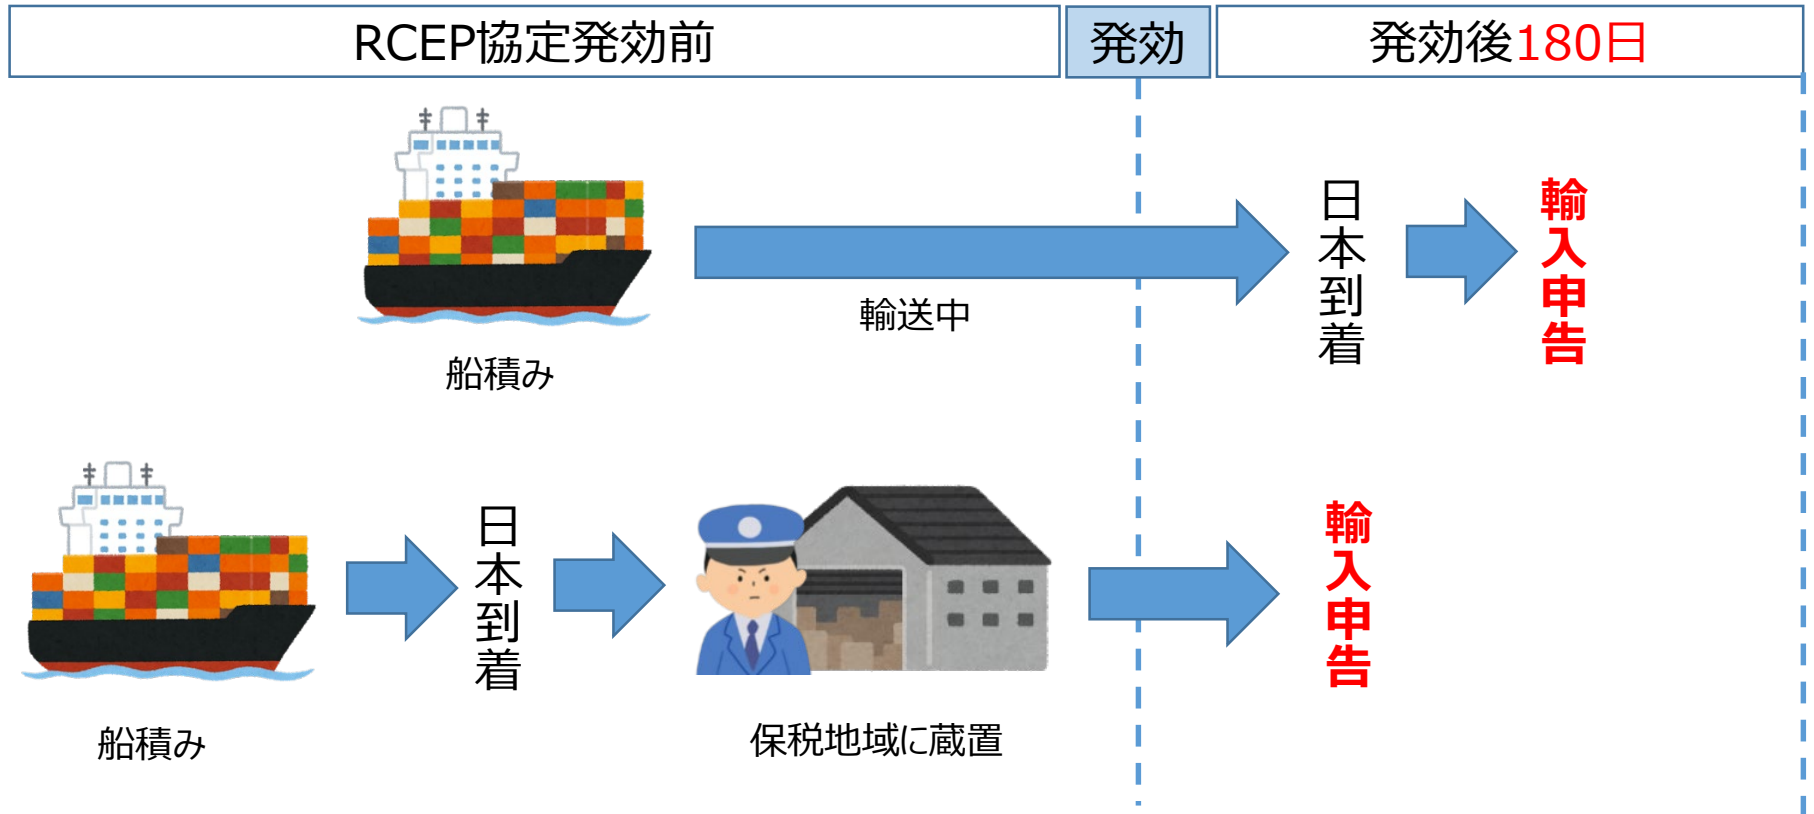 RCEP協定発効前
発効
発効後180日
日本到着
輸入申告
輸送中
船積み
日本到着
輸入申告
船積み
保税地域に蔵置